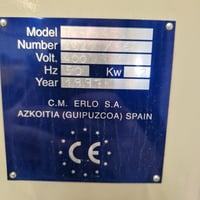 Model
Number
Volt.
Hz Kw
Year
C.M. ERLO S.A.
AZKOITIA (GUIPUZCOA) SPAIN
CE